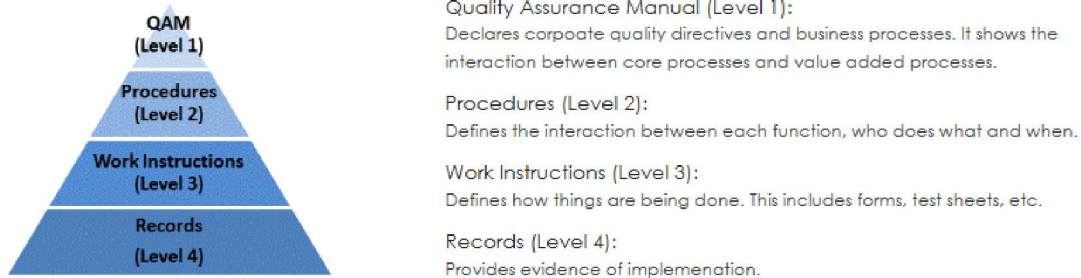 QAM
(Level 1)
Procedures
(Level 2)
Work Instructions
(Level 3)
Records
(Level 4)
Quality Assurance Manual (Level 1):
Declares corpoate quality directives and business processes. It shows the
interaction between core processes and value added processes.
Procedures (Level 2):
Defines the interaction between each function, who does what and when.
Work Instructions (Level 3):
Defines how things are being done. This includes forms, test sheets, etc.
Records (Level 4):
Provides evidence of implemenation.